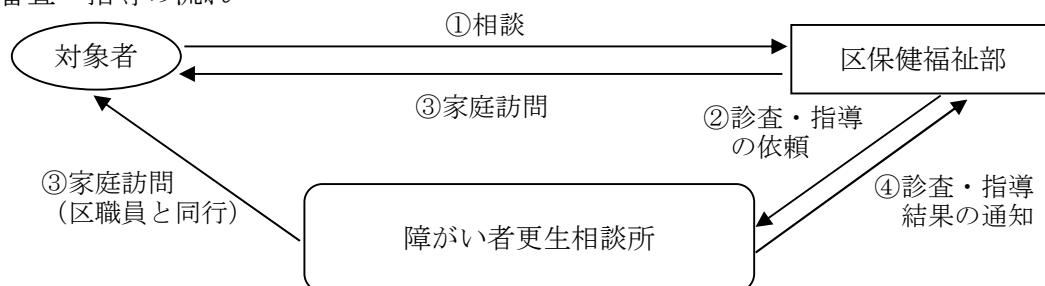 ①相談
対象者
区保健福祉部
③家庭訪問
②診査・指導
の依頼
③家庭訪問
（区職員と同行）
④診査・指導
結果の通知
障がい者更生相談所